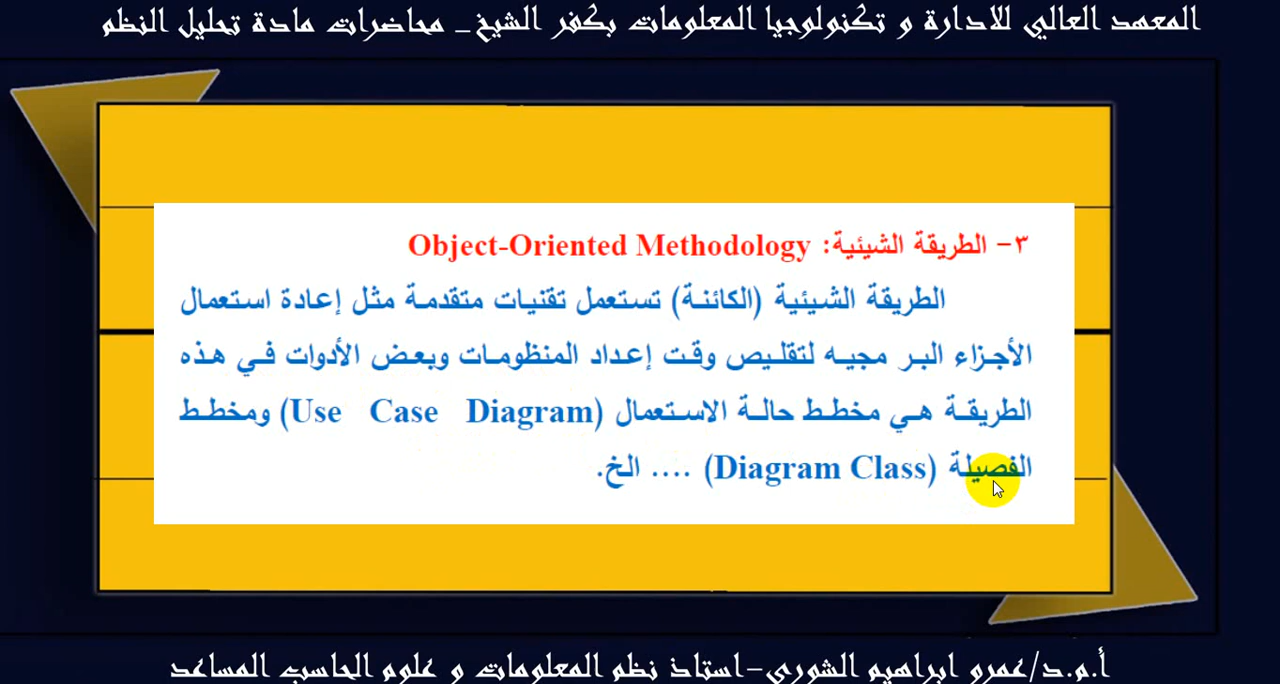 المعهد العالي للادارة و تكنولوجيا المعلومات بكفر الشيخ_ محاضرات مادة تحليل النظم
٣- الطريقة الشيئية: Object-Oriented Methodology
الطريقة الشيئية (الكائنة) تستعمل تقنيات متقدمة مثل إعادة استعمال
الأجزاء البر مجيه لتقليص وقت إعداد المنظومات وبعض الأدوات في هذه
الطريقة هي مخطط حالة الاستعمال (Use Case Diagram) ومخطط
الفصيلة (Diagram Class) .... الخ.
أ.م.د/عمرو ابراهيم الشورى-استاذ نظم المعلومات و علوم الحاسب المساعد